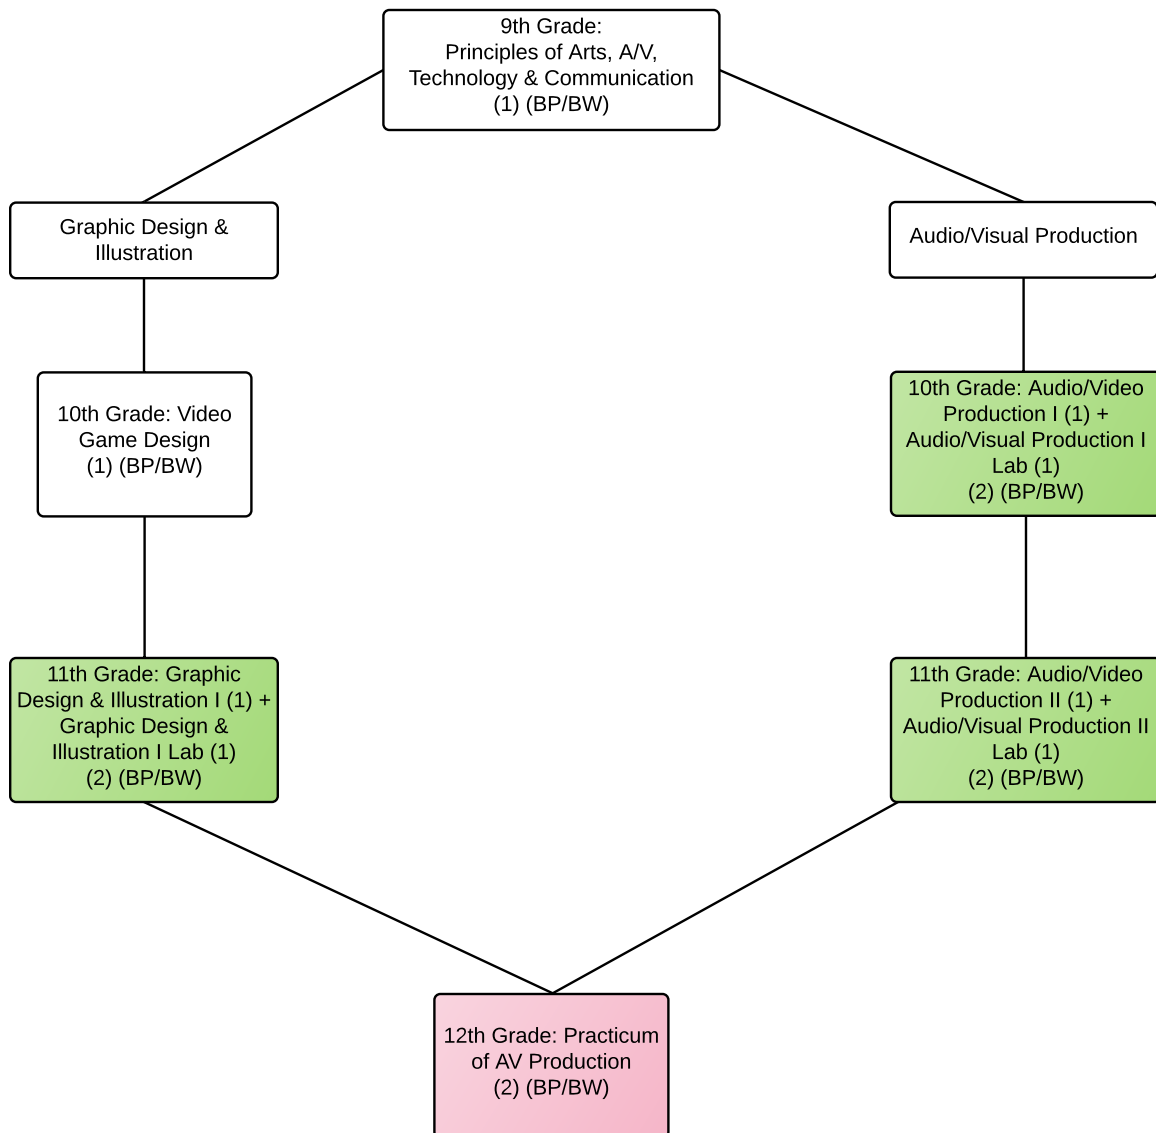 9th Grade:
Principles of Arts, A/V,
Technology & Communication
(1) (BP/BW)
Graphic Design &
Illustration
Audio/Visual Production
10th Grade: Video
Game Design
(1) (BP/BW)
10th Grade: Audio/Video
Production I (1) +
Audio/Visual Production I
Lab (1)
(2) (BP/BW)
11th Grade: Graphic
Design & Illustration I (1) +
Graphic Design &
Illustration I Lab (1)
(2) (BP/BW)
11th Grade: Audio/Video
Production II (1) +
Audio/Visual Production II
Lab (1)
(2) (BP/BW)
12th Grade: Practicum
of AV Production
(2) (BP/BW)